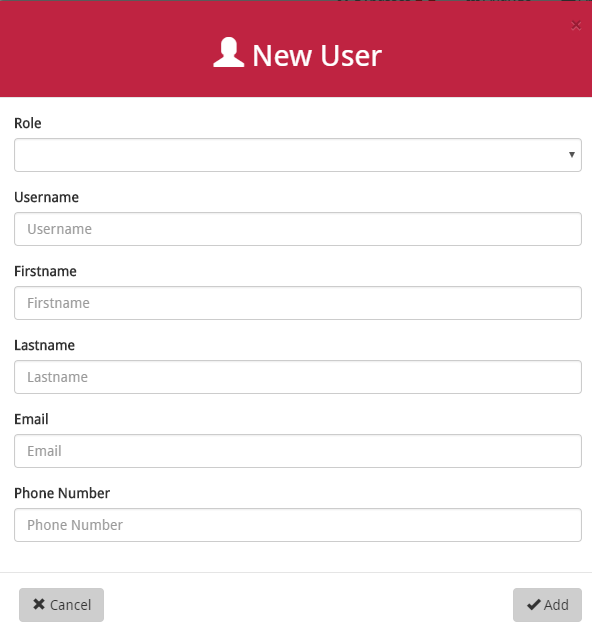 ×
New User
Role
Username
Username
Firstname
Firstname
Lastname
Lastname
Email
Email
Phone Number
Phone Number
Cancel
Add